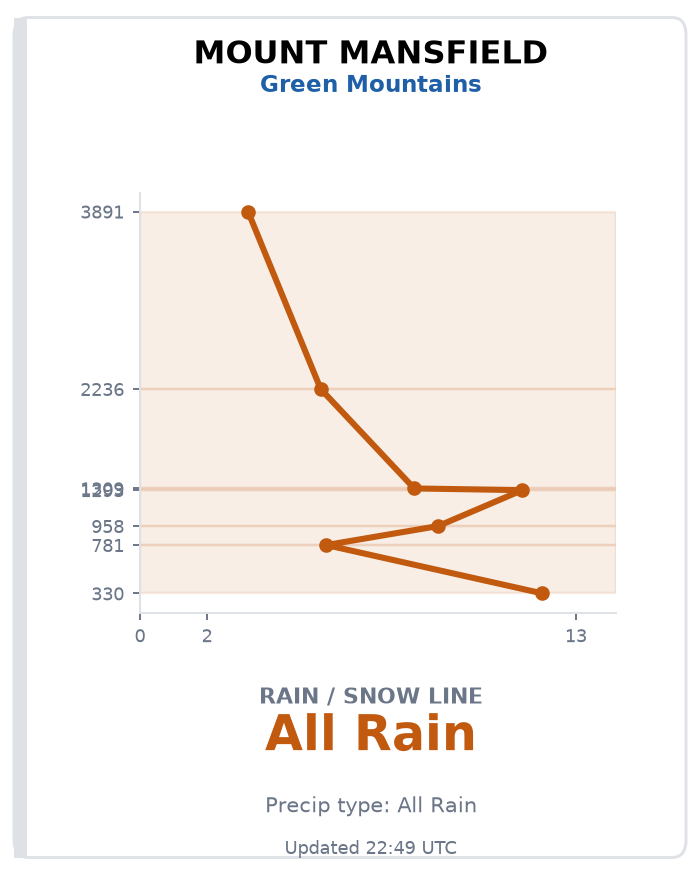 MOUNT MANSFIELD
Green Mountains
3891
2236
958
781
330
0 2 13
RAIN / SNOW LINE
All Rain
Precip type: All Rain
Updated 22:49 UTC